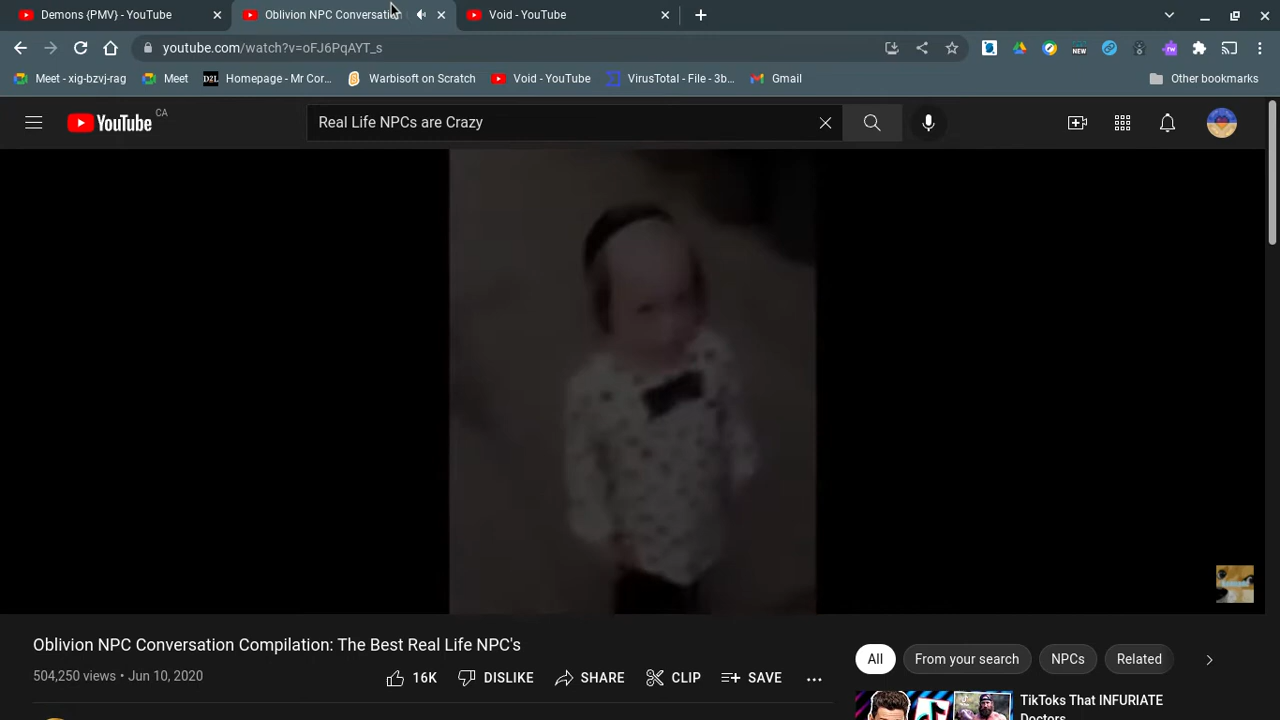 Demons {PMV} - YouTube
Oblivion NPC Conversati
Void - YouTube
youtube.com/watch?v=oFJ6PqAYT_s
Meet - xig-bzvj-rag
Meet
D2L
Homepage - Mr Cor...
Warbisoft on Scratch
Void - YouTube
VirusTotal - File - 3b...
Gmail
Other bookmarks
NEW
YouTube CA
Real Life NPCs are Crazy
Oblivion NPC Conversation Compilation: The Best Real Life NPC's
504,250 views • Jun 10, 2020
16K
DISLIKE
SHARE
CLIP
SAVE
All
From your search
NPCs
Related
TikToks That INFURIATE
Doctors